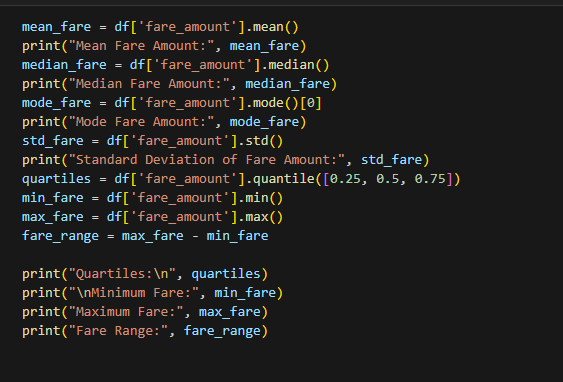 mean_fare = df['fare_amount'].mean()
print("Mean Fare Amount:", mean_fare)
median_fare = df['fare_amount'].median()
print("Median Fare Amount:", median_fare)
mode_fare = df['fare_amount'].mode()[0]
print("Mode Fare Amount:", mode_fare)
std_fare = df['fare_amount'].std()
print("Standard Deviation of Fare Amount:", std_fare)
quartiles = df['fare_amount'].quantile([0.25, 0.5, 0.75])
min_fare = df['fare_amount'].min()
max_fare = df['fare_amount'].max()
fare_range = max_fare - min_fare
print("Quartiles:\n", quartiles)
print("\nMinimum Fare:", min_fare)
print("Maximum Fare:", max_fare)
print("Fare Range:", fare_range)